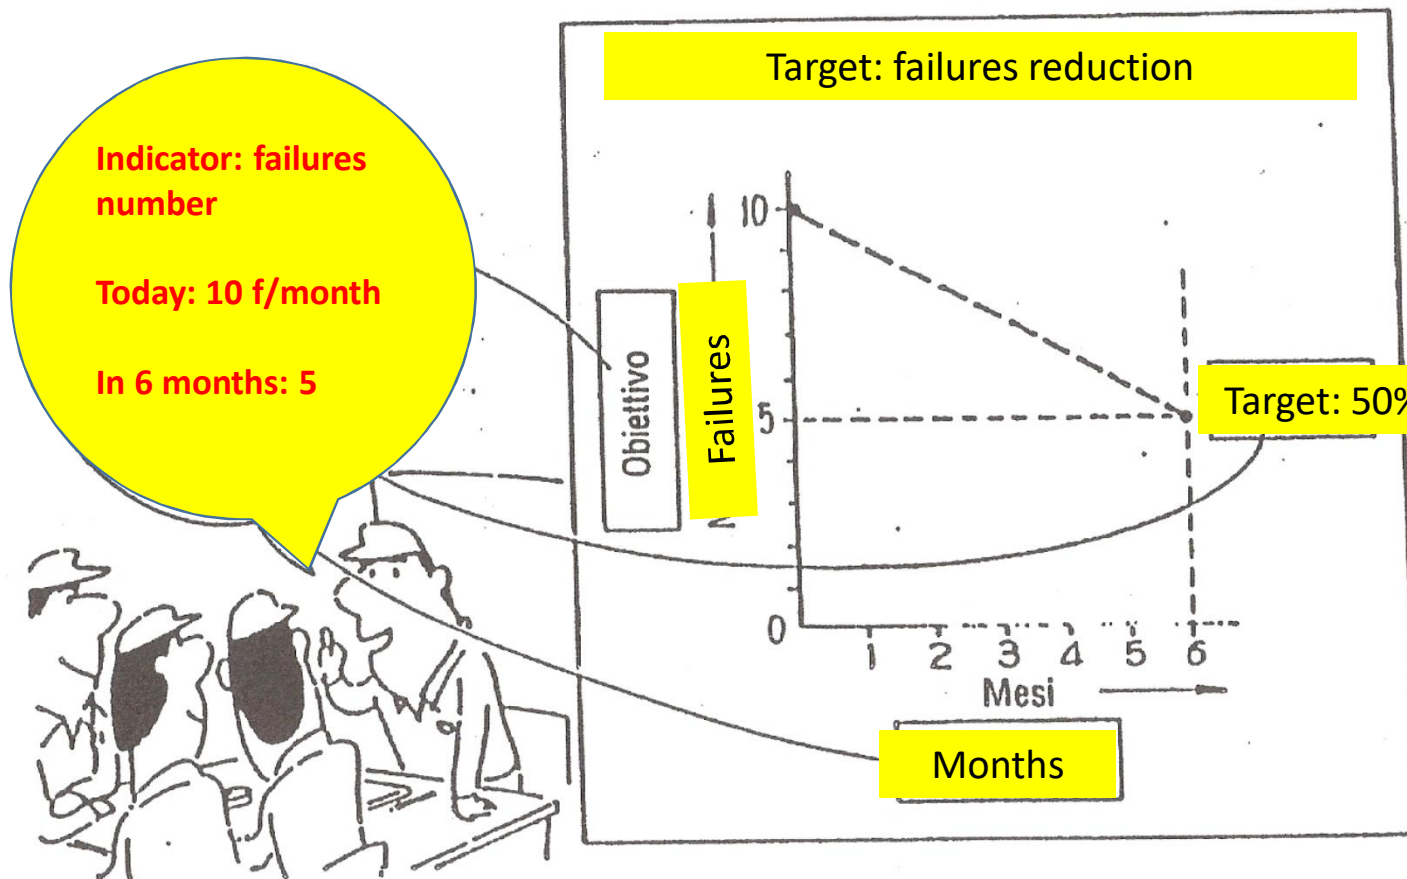 Target: failures reduction
Indicator: failures
number
Today: 10 f/month
In 6 months: 5
Obiettivo
Failures
10
5
0
Target: 50%
1 2 3 4 5 6
Mesi
Months